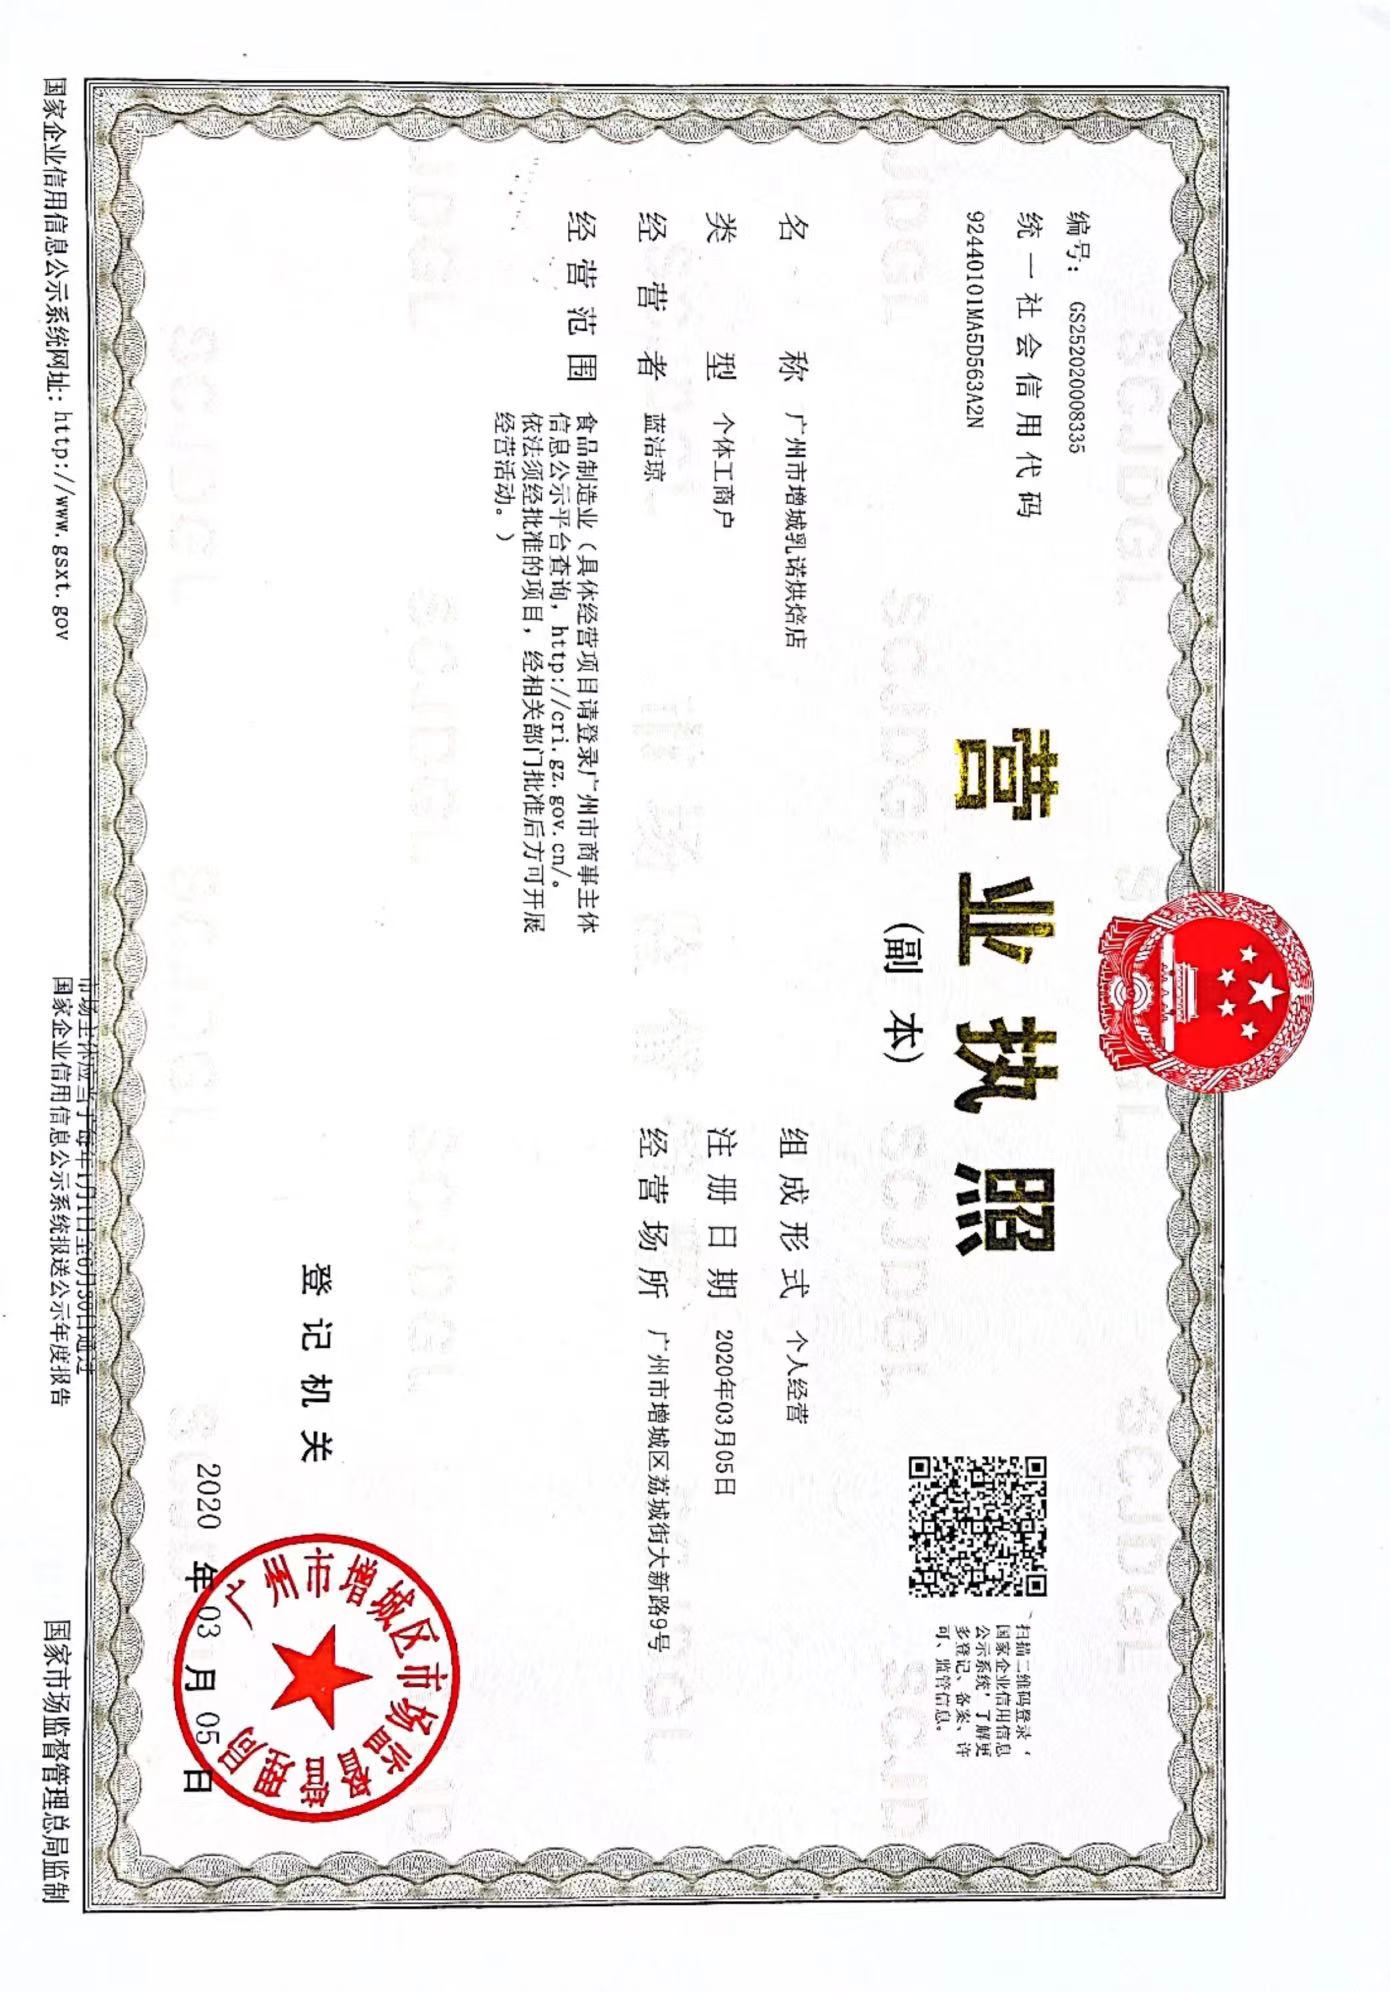 编号: GS2520200083​35
统一社会信用代码
92440101MA5D563A2N
营业执照
(副本)
扫描二维码登录‘
国家企业信用信息
公示系统’了解更
多登记、备案、许
可、监管信息。
名称 广州市增城乳诺烘焙店
类型 个体工商户
经营者 蓝洁琼
经营范围 食品制造业（具体经营项目请登录广州市商事主体
信息公示平台查询, http://cri.gz.gov.cn/。
依法须经批准的项目, 经相关部门批准后方可开展
经营活动。）
组成形式 个人经营
注册日期 2020年03月05日
经营场所 广州市增城区荔城街大新路9号
登记机关
广州市增城区市场监督管理局
2020 年 03 月 05 日
国家企业信用信息公示系统网址: http://www.gsxt.gov
市场主体应当于每年1月1日至6月30日通过
国家企业信用信息公示系统报送公示年度报告
国家市场监督管理总局监制